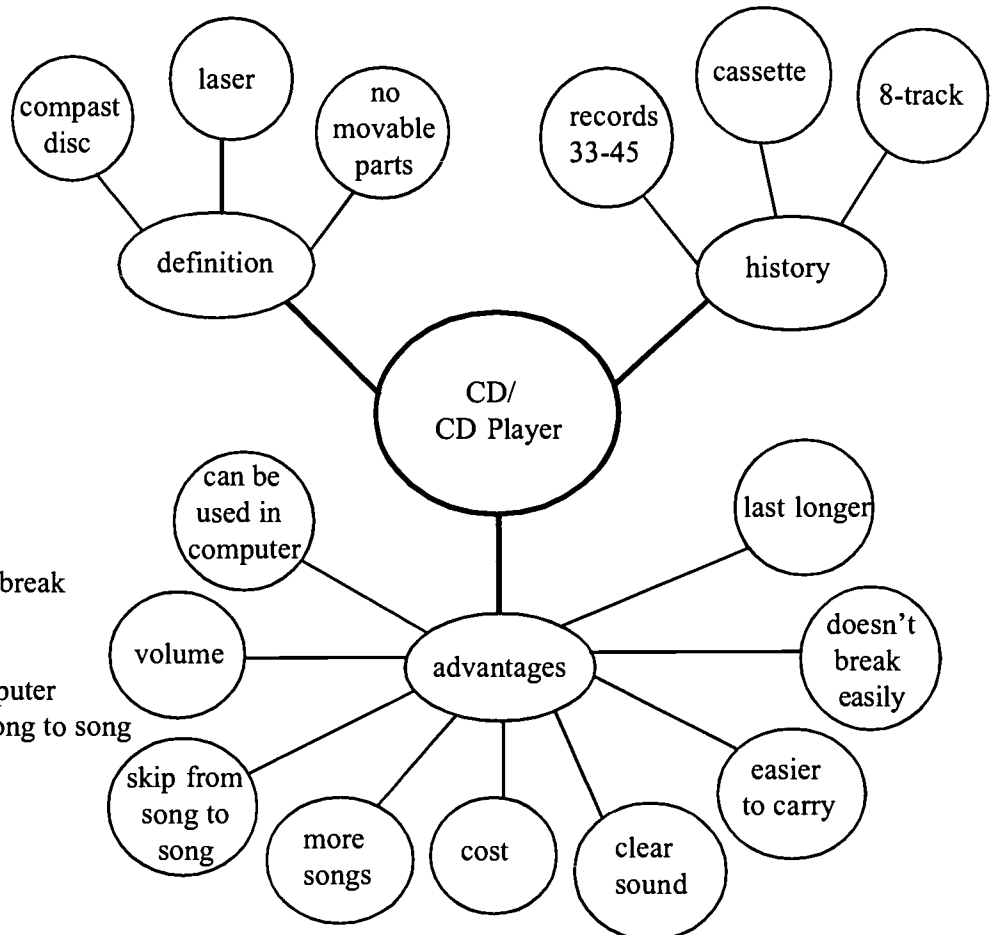 compast
disc
laser
no
movable
parts
definition
records
33-45
cassette
8-track
history
CD/
CD Player
can be
used in
computer
last longer
break
volume
puter
ong to song
advantages
doesn't
break
easily
skip from
song to
song
more
songs
cost
clear
sound
easier
to carry